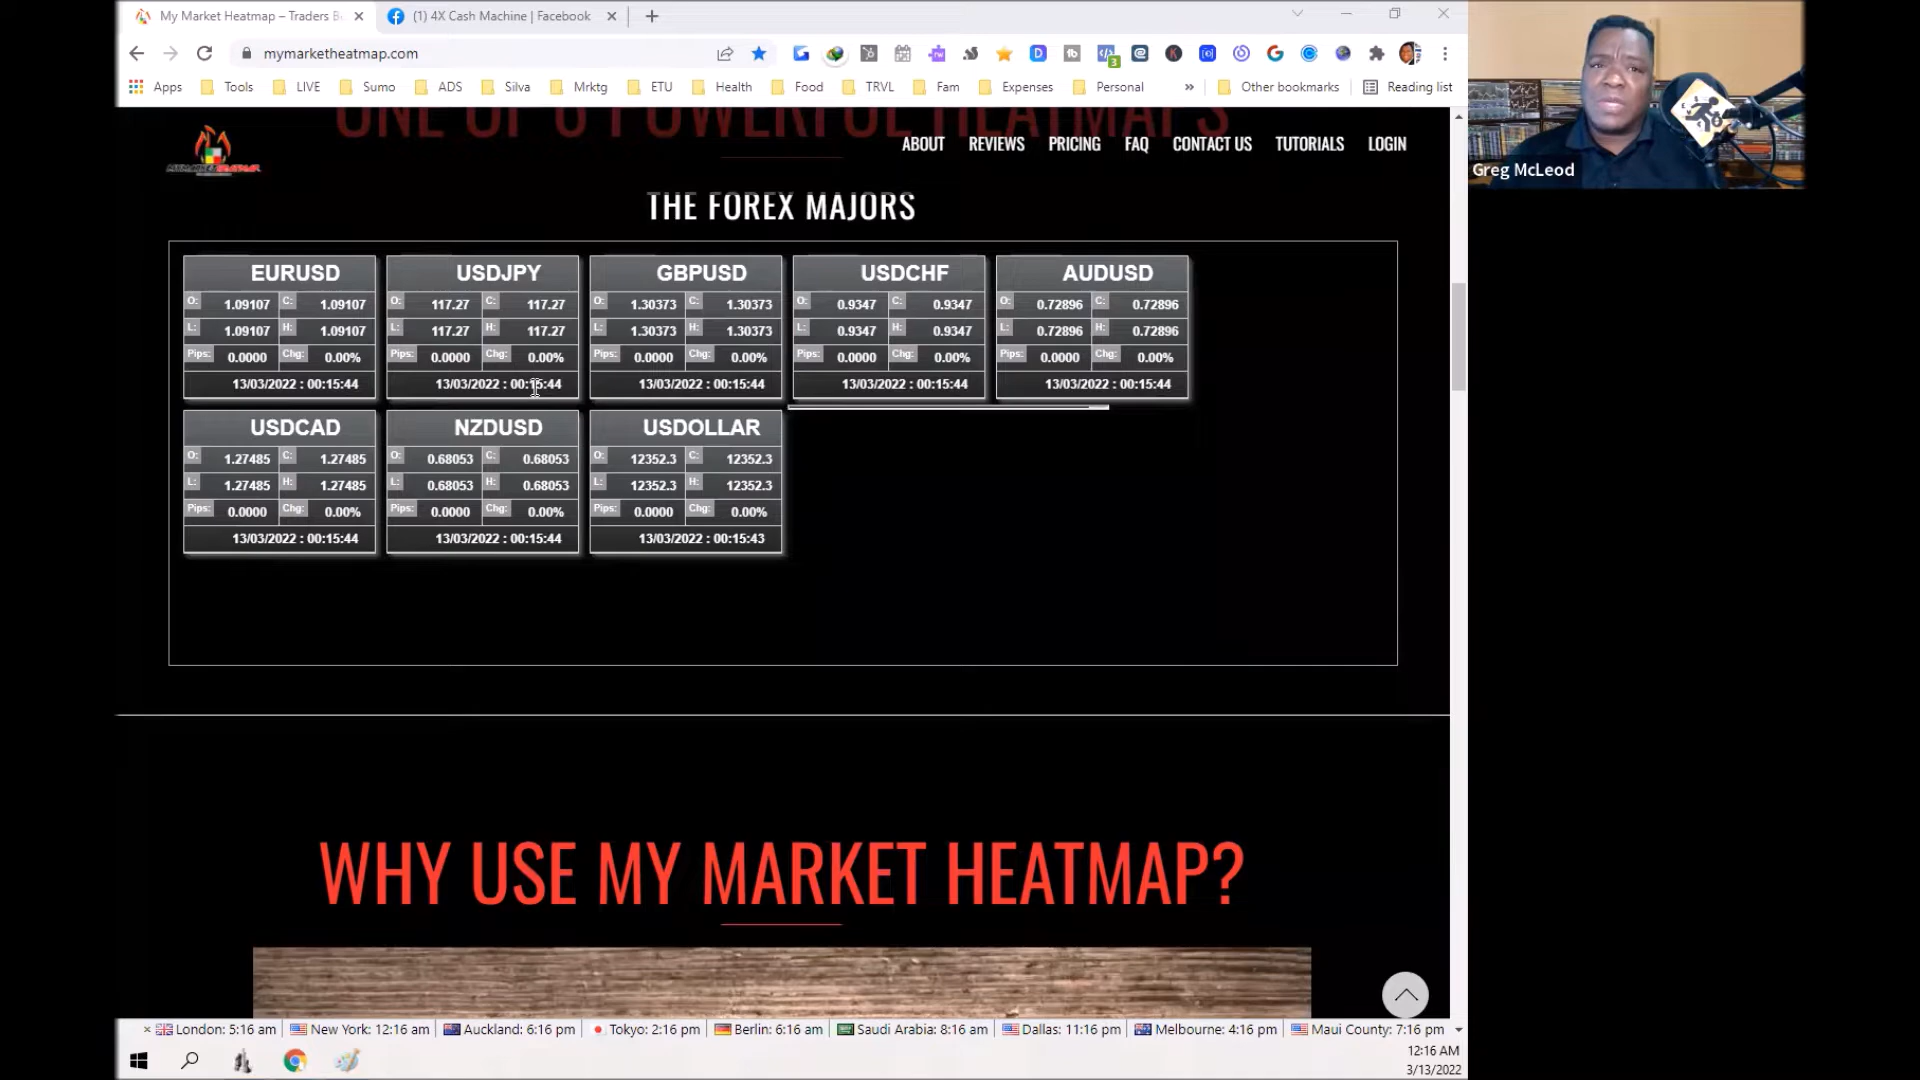 My Market Heatmap – Traders B
(1) 4X Cash Machine | Facebook
mymarketheatmap.com
3
Apps
Tools
LIVE
Sumo
ADS
Silva
Mrktg
ETU
Health
Food
TRVL
Fam
Expenses
Personal
»
Other bookmarks
Reading list
Greg McLeod
ONE OF 6 POWERFUL HEATMAPS
MYMARKETHEATMAP
ABOUT REVIEWS PRICING FAQ CONTACT US TUTORIALS LOGIN
THE FOREX MAJORS
EURUSD
O: 1.09107 C: 1.09107
L: 1.09107 H: 1.09107
Pips: 0.0000 Chg: 0.00%
13/03/2022 : 00:15:44
USDJPY
O: 117.27 C: 117.27
L: 117.27 H: 117.27
Pips: 0.0000 Chg: 0.00%
13/03/2022 : 00:15:44
GBPUSD
O: 1.30373 C: 1.30373
L: 1.30373 H: 1.30373
Pips: 0.0000 Chg: 0.00%
13/03/2022 : 00:15:44
USDCHF
O: 0.9347 C: 0.9347
L: 0.9347 H: 0.9347
Pips: 0.0000 Chg: 0.00%
13/03/2022 : 00:15:44
AUDUSD
O: 0.72896 C: 0.72896
L: 0.72896 H: 0.72896
Pips: 0.0000 Chg: 0.00%
13/03/2022 : 00:15:44
USDCAD
O: 1.27485 C: 1.27485
L: 1.27485 H: 1.27485
Pips: 0.0000 Chg: 0.00%
13/03/2022 : 00:15:44
NZDUSD
O: 0.68053 C: 0.68053
L: 0.68053 H: 0.68053
Pips: 0.0000 Chg: 0.00%
13/03/2022 : 00:15:44
USDOLLAR
O: 12352.3 C: 12352.3
L: 12352.3 H: 12352.3
Pips: 0.0000 Chg: 0.00%
13/03/2022 : 00:15:43
WHY USE MY MARKET HEATMAP?
London: 5:16 am
New York: 12:16 am
Auckland: 6:16 pm
Tokyo: 2:16 pm
Berlin: 6:16 am
Saudi Arabia: 8:16 am
Dallas: 11:16 pm
Melbourne: 4:16 pm
Maui County: 7:16 pm
12:16 AM
3/13/2022